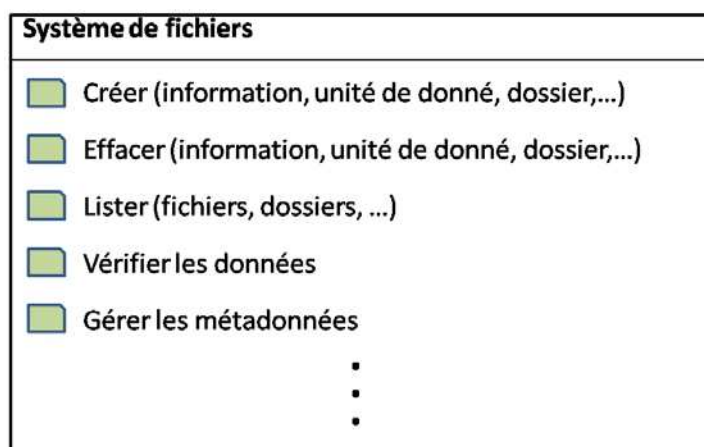 Système de fichiers
Créer (information, unité de donné, dossier,...)
Effacer (information, unité de donné, dossier,...)
Lister (fichiers, dossiers, ...)
Vérifier les données
Gérer les métadonnées